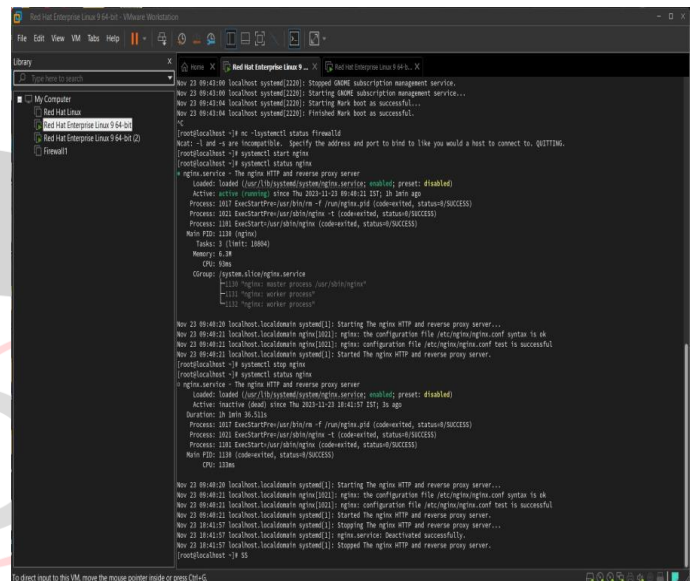 Red Hat Enterprise Linux 9 64-bit - VMware Workstation
File Edit View VM Tabs Help
Library X
Type here to search
My Computer
Red Hat Linux
Red Hat Enterprise Linux 9 64-bit
Red Hat Enterprise Linux 9 64-bit (2)
Firewall1
Home X Red Hat Enterprise Linux 9 ... X Red Hat Enterprise Linux 9 64-b... X
Nov 23 09:43:00 localhost systemd[2220]: Stopped GNOME subscription management service.
Nov 23 09:43:00 localhost systemd[2220]: Starting GNOME subscription management service...
Nov 23 09:43:04 localhost systemd[2220]: Starting Mark boot as successful...
Nov 23 09:43:04 localhost systemd[2220]: Finished Mark boot as successful.
^C
[root@localhost ~]# nc -lsystemctl status firewalld
Ncat: -l and -s are incompatible.  Specify the address and port to bind to like you would a host to connect to. QUITTING.
[root@localhost ~]# systemctl start nginx
[root@localhost ~]# systemctl status nginx
● nginx.service - The nginx HTTP and reverse proxy server
Loaded: loaded (/usr/lib/systemd/system/nginx.service; enabled; preset: disabled)
Active: active (running) since Thu 2023-11-23 09:40:21 IST; 1h 1min ago
Process: 1017 ExecStartPre=/usr/bin/rm -f /run/nginx.pid (code=exited, status=0/SUCCESS)
Process: 1021 ExecStartPre=/usr/sbin/nginx -t (code=exited, status=0/SUCCESS)
Process: 1101 ExecStart=/usr/sbin/nginx (code=exited, status=0/SUCCESS)
Main PID: 1130 (nginx)
Tasks: 3 (limit: 10804)
Memory: 6.3M
CPU: 93ms
CGroup: /system.slice/nginx.service
├─1130 "nginx: master process /usr/sbin/nginx"
├─1131 "nginx: worker process"
└─1132 "nginx: worker process"
Nov 23 09:40:20 localhost.localdomain systemd[1]: Starting The nginx HTTP and reverse proxy server...
Nov 23 09:40:21 localhost.localdomain nginx[1021]: nginx: the configuration file /etc/nginx/nginx.conf syntax is ok
Nov 23 09:40:21 localhost.localdomain nginx[1021]: nginx: configuration file /etc/nginx/nginx.conf test is successful
Nov 23 09:40:21 localhost.localdomain systemd[1]: Started The nginx HTTP and reverse proxy server.
[root@localhost ~]# systemctl stop nginx
[root@localhost ~]# systemctl status nginx
○ nginx.service - The nginx HTTP and reverse proxy server
Loaded: loaded (/usr/lib/systemd/system/nginx.service; enabled; preset: disabled)
Active: inactive (dead) since Thu 2023-11-23 10:41:57 IST; 3s ago
Duration: 1h 1min 36.511s
Process: 1017 ExecStartPre=/usr/bin/rm -f /run/nginx.pid (code=exited, status=0/SUCCESS)
Process: 1021 ExecStartPre=/usr/sbin/nginx -t (code=exited, status=0/SUCCESS)
Process: 1101 ExecStart=/usr/sbin/nginx (code=exited, status=0/SUCCESS)
Main PID: 1130 (code=exited, status=0/SUCCESS)
CPU: 133ms
Nov 23 09:40:20 localhost.localdomain systemd[1]: Starting The nginx HTTP and reverse proxy server...
Nov 23 09:40:21 localhost.localdomain nginx[1021]: nginx: the configuration file /etc/nginx/nginx.conf syntax is ok
Nov 23 09:40:21 localhost.localdomain nginx[1021]: nginx: configuration file /etc/nginx/nginx.conf test is successful
Nov 23 09:40:21 localhost.localdomain systemd[1]: Started The nginx HTTP and reverse proxy server.
Nov 23 10:41:57 localhost.localdomain systemd[1]: Stopping The nginx HTTP and reverse proxy server...
Nov 23 10:41:57 localhost.localdomain systemd[1]: nginx.service: Deactivated successfully.
Nov 23 10:41:57 localhost.localdomain systemd[1]: Stopped The nginx HTTP and reverse proxy server.
[root@localhost ~]# SS
To direct input to this VM, move the mouse pointer inside or press Ctrl+G.